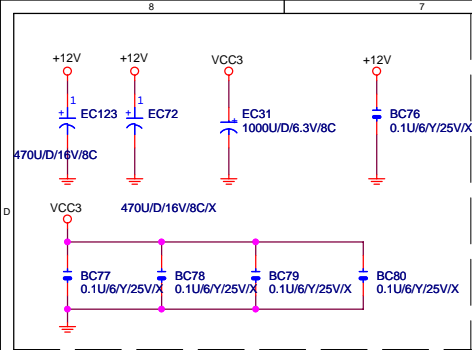 8 7
+12V +12V VCC3 +12V
1 1
EC123 EC72 EC31 BC76
1000U/D/6.3V/8C 0.1U/6/Y/25V/X
470U/D/16V/8C
470U/D/16V/8C/X
D
VCC3
BC77 BC78 BC79 BC80
0.1U/6/Y/25V/X 0.1U/6/Y/25V/X 0.1U/6/Y/25V/X 0.1U/6/Y/25V/X